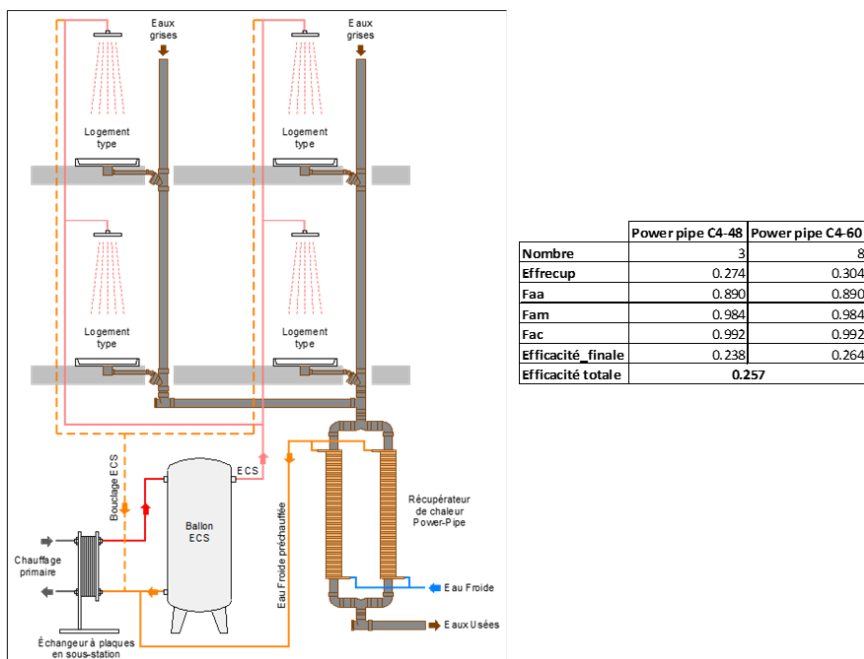 Eaux
grises
Eaux
grises
Logement
type
Logement
type
Logement
type
Logement
type
Bouclage ECS
ECS
Ballon
ECS
Eau Froide préchauffée
Récupérateur
de chaleur
Power-Pipe
Chauffage
primaire
Eau Froide
Eaux Usées
Échangeur à plaques
en sous-station
Power pipe C4-48 Power pipe C4-60
Nombre 3 8
Effrecup 0.274 0.304
Faa 0.890 0.890
Fam 0.984 0.984
Fac 0.992 0.992
Efficacité_finale 0.238 0.264
Efficacité totale 0.257